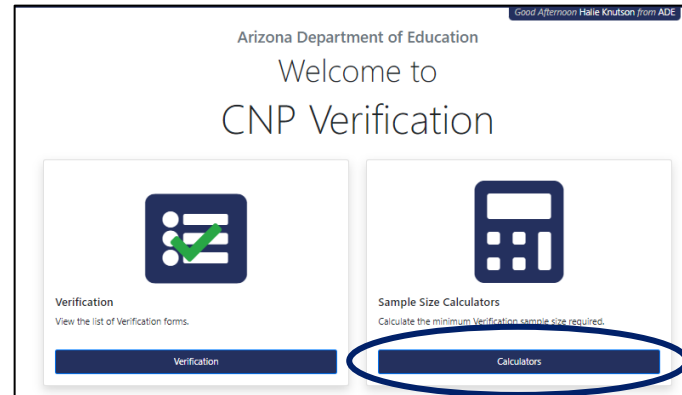 Good Afternoon Halie Knutson from ADE
Arizona Department of Education
Welcome to
CNP Verification
Verification
View the list of Verification forms.
Verification
Sample Size Calculators
Calculate the minimum Verification sample size required.
Calculators